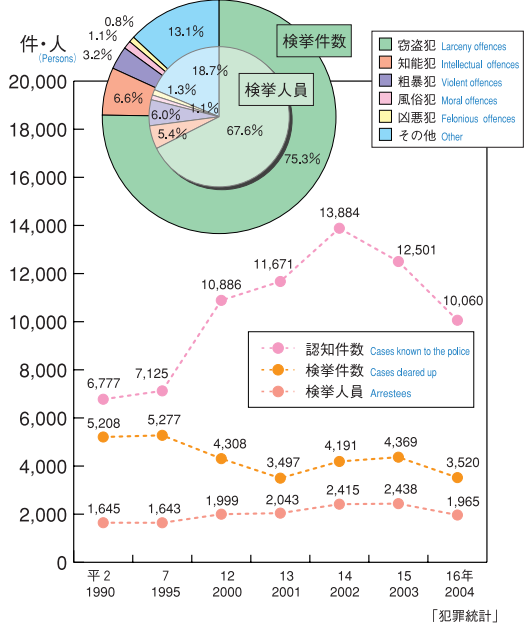 件・人
(Persons)
0.8%
1.1%
3.2%
13.1%
6.6%
75.3%
検挙件数
検挙人員
18.7%
1.3%
1.1%
6.0%
5.4%
67.6%
窃盗犯 Larceny offences
知能犯 Intellectual offences
粗暴犯 Violent offences
風俗犯 Moral offences
凶悪犯 Felonious offences
その他 Other
20,000
18,000
16,000
14,000
12,000
10,000
8,000
6,000
4,000
2,000
0
6,777
7,125
10,886
11,671
13,884
12,501
10,060
認知件数 Cases known to the police
検挙件数 Cases cleared up
検挙人員 Arrestees
5,208
5,277
4,308
3,497
4,191
4,369
3,520
1,645
1,643
1,999
2,043
2,415
2,438
1,965
平2 7 12 13 14 15 16年
1990 1995 2000 2001 2002 2003 2004
「犯罪統計」